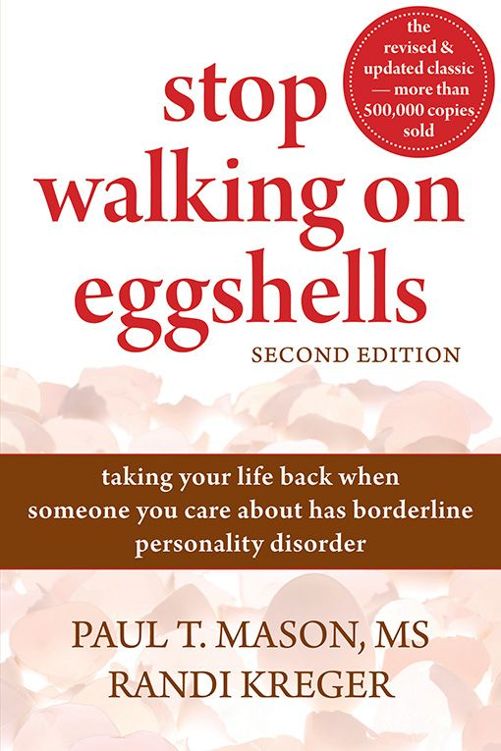 the
revised &
updated classic
— more than
500,000 copies
sold
stop
walking on
eggshells
SECOND EDITION
taking your life back when
someone you care about has borderline
personality disorder
PAUL T. MASON, MS
RANDI KREGER